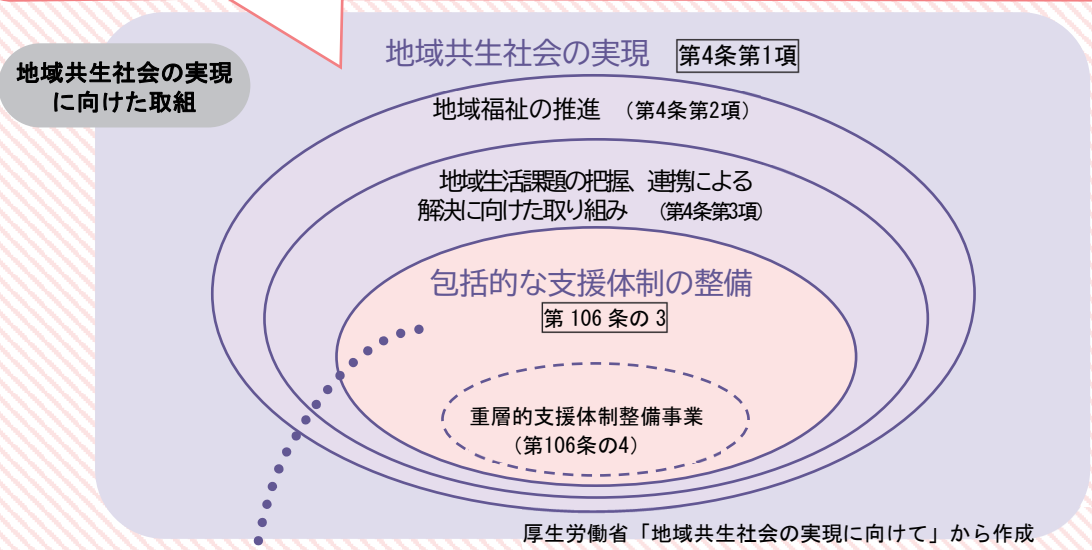 地域共生社会の実現
に向けた取組
地域共生社会の実現 第4条第1項
地域福祉の推進 （第4条第2項）
地域生活課題の把握、連携による
解決に向けた取り組み （第4条第3項）
包括的な支援体制の整備
第 106 条の 3
重層的支援体制整備事業
（第106条の4）
厚生労働省「地域共生社会の実現に向けて」から作成